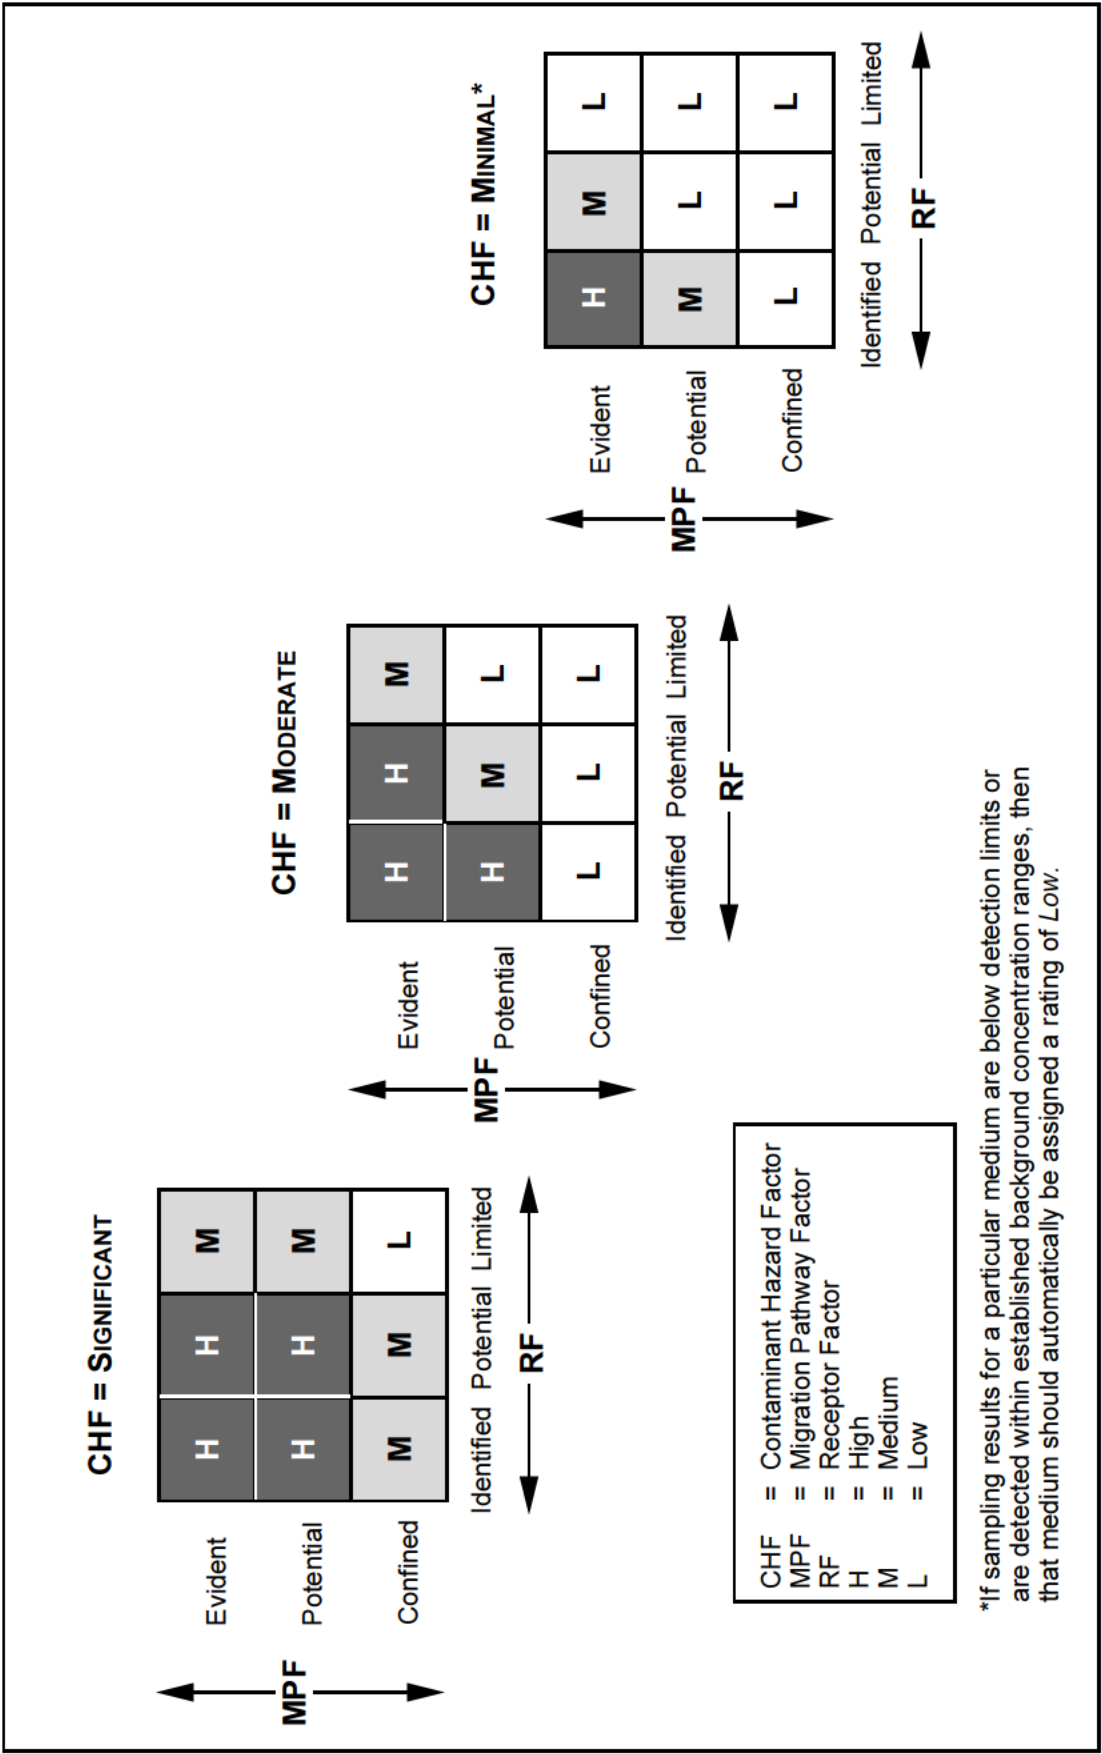 CHF = SIGNIFICANT
MPF
Evident
H H M
Potential
H H M
Confined
M M L
Identified Potential Limited
RF
CHF = MODERATE
MPF
Evident
H H M
Potential
H M L
Confined
L L L
Identified Potential Limited
RF
CHF = MINIMAL*
MPF
Evident
H M L
Potential
M L L
Confined
L L L
Identified Potential Limited
RF
CHF = Contaminant Hazard Factor
MPF = Migration Pathway Factor
RF = Receptor Factor
H = High
M = Medium
L = Low
*If sampling results for a particular medium are below detection limits or
are detected within established background concentration ranges, then
that medium should automatically be assigned a rating of Low.